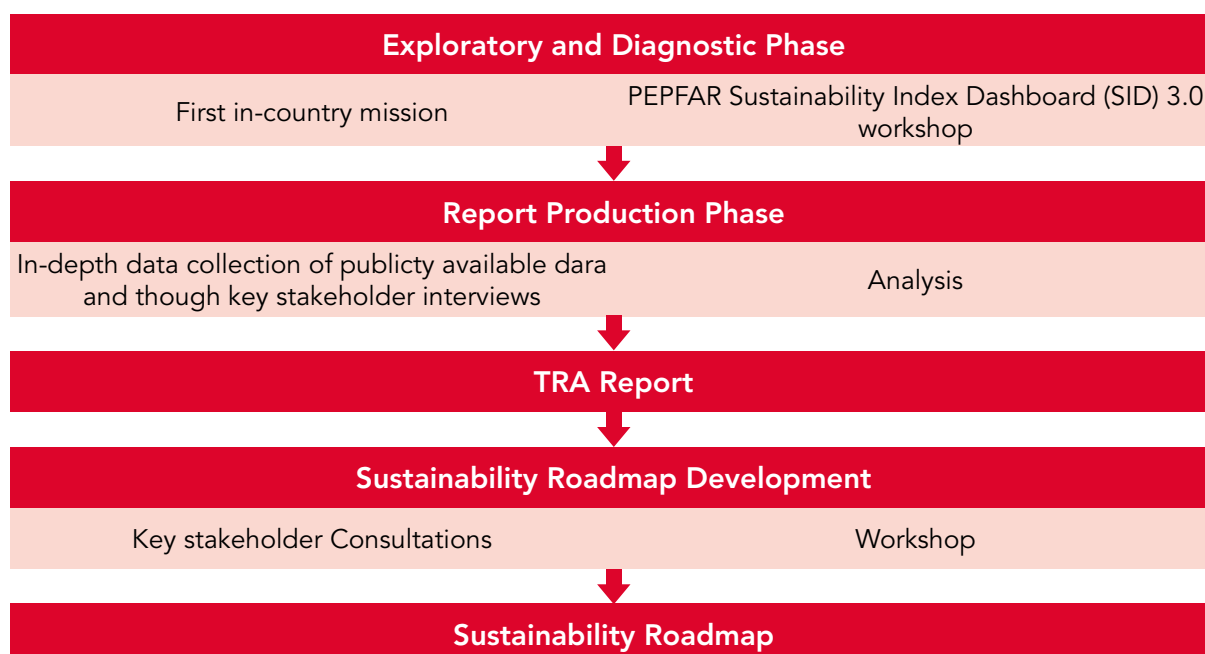 Exploratory and Diagnostic Phase
First in-country mission
PEPFAR Sustainability Index Dashboard (SID) 3.0
workshop
Report Production Phase
In-depth data collection of publicty available dara
and though key stakeholder interviews
Analysis
TRA Report
Sustainability Roadmap Development
Key stakeholder Consultations
Workshop
Sustainability Roadmap